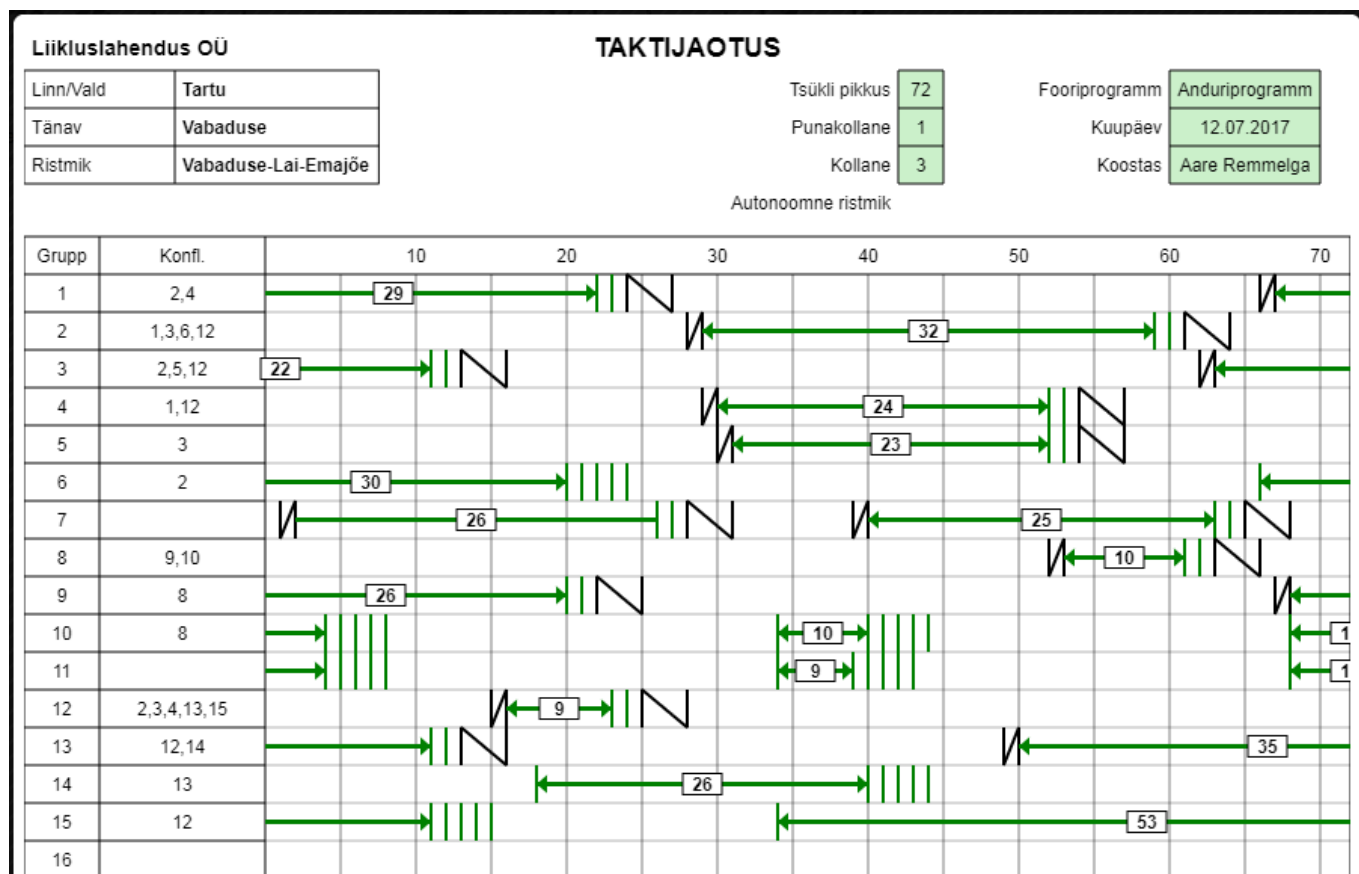 Liikluslahendus OÜ TAKTIJAOTUS
Linn/Vald Tartu Tsükli pikkus 72 Fooriprogramm Anduriprogramm
Tänav Vabaduse Punakollane 1 Kuupäev 12.07.2017
Ristmik Vabaduse-Lai-Emajõe Kollane 3 Koostas Aare Remmelga
Autonoomne ristmik
Grupp Konfl. 10 20 30 40 50 60 70
1 2,4 29
2 1,3,6,12 32
3 2,5,12 22
4 1,12 24
5 3 23
6 2 30
7 26 25
8 9,10 10
9 8 26
10 8 10 1
11 9 1
12 2,3,4,13,15 9
13 12,14 35
14 13 26
15 12 53
16